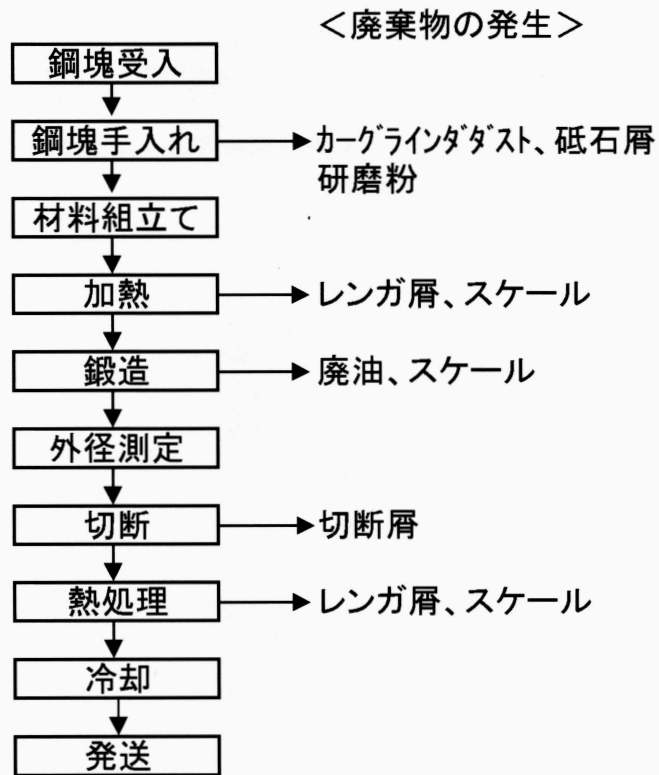 ＜廃棄物の発生＞
鋼塊受入
鋼塊手入れ
ｶｰｸﾞﾗｲﾝﾀﾞﾀﾞｽﾄ、砥石屑
研磨粉
材料組立て
加熱
レンガ屑、スケール
鍛造
廃油、スケール
外径測定
切断
切断屑
熱処理
レンガ屑、スケール
冷却
発送